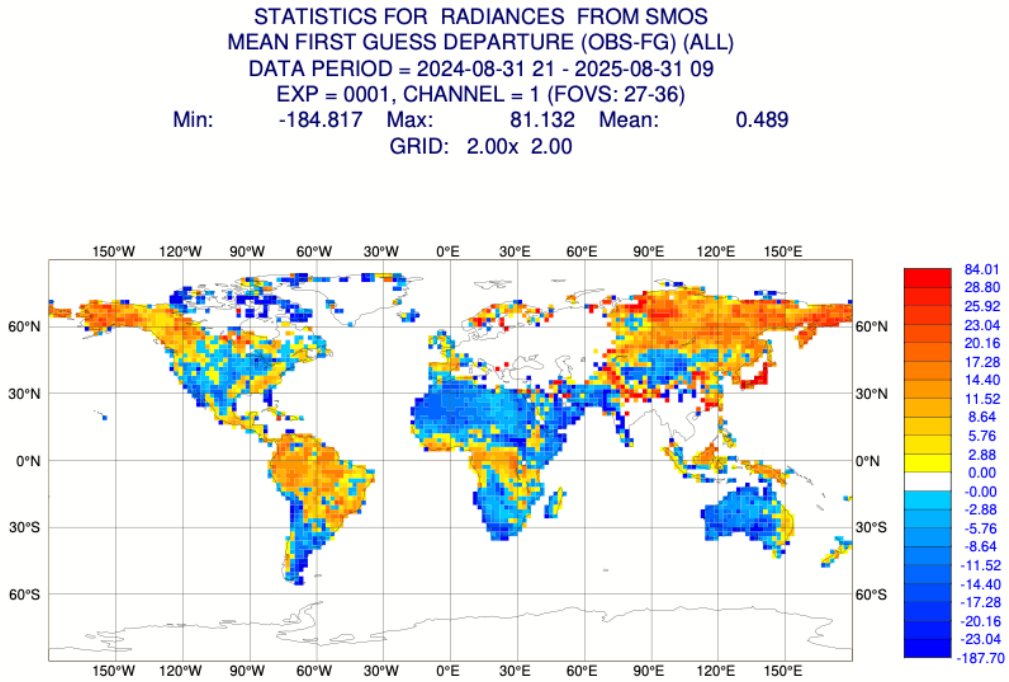 STATISTICS FOR RADIANCES FROM SMOS
MEAN FIRST GUESS DEPARTURE (OBS-FG) (ALL)
DATA PERIOD = 2024-08-31 21 - 2025-08-31 09
EXP = 0001, CHANNEL = 1 (FOVS: 27-36)
Min: -184.817 Max: 81.132 Mean: 0.489
GRID: 2.00x 2.00
150°W 120°W 90°W 60°W 30°W 0°E 30°E 60°E 90°E 120°E 150°E
60°N 60°N
30°N 30°N
0°N 0°N
30°S 30°S
60°S 60°S
150°W 120°W 90°W 60°W 30°W 0°E 30°E 60°E 90°E 120°E 150°E
84.01
28.80
25.92
23.04
20.16
17.28
14.40
11.52
8.64
5.76
2.88
0.00
-0.00
-2.88
-5.76
-8.64
-11.52
-14.40
-17.28
-20.16
-23.04
-187.70